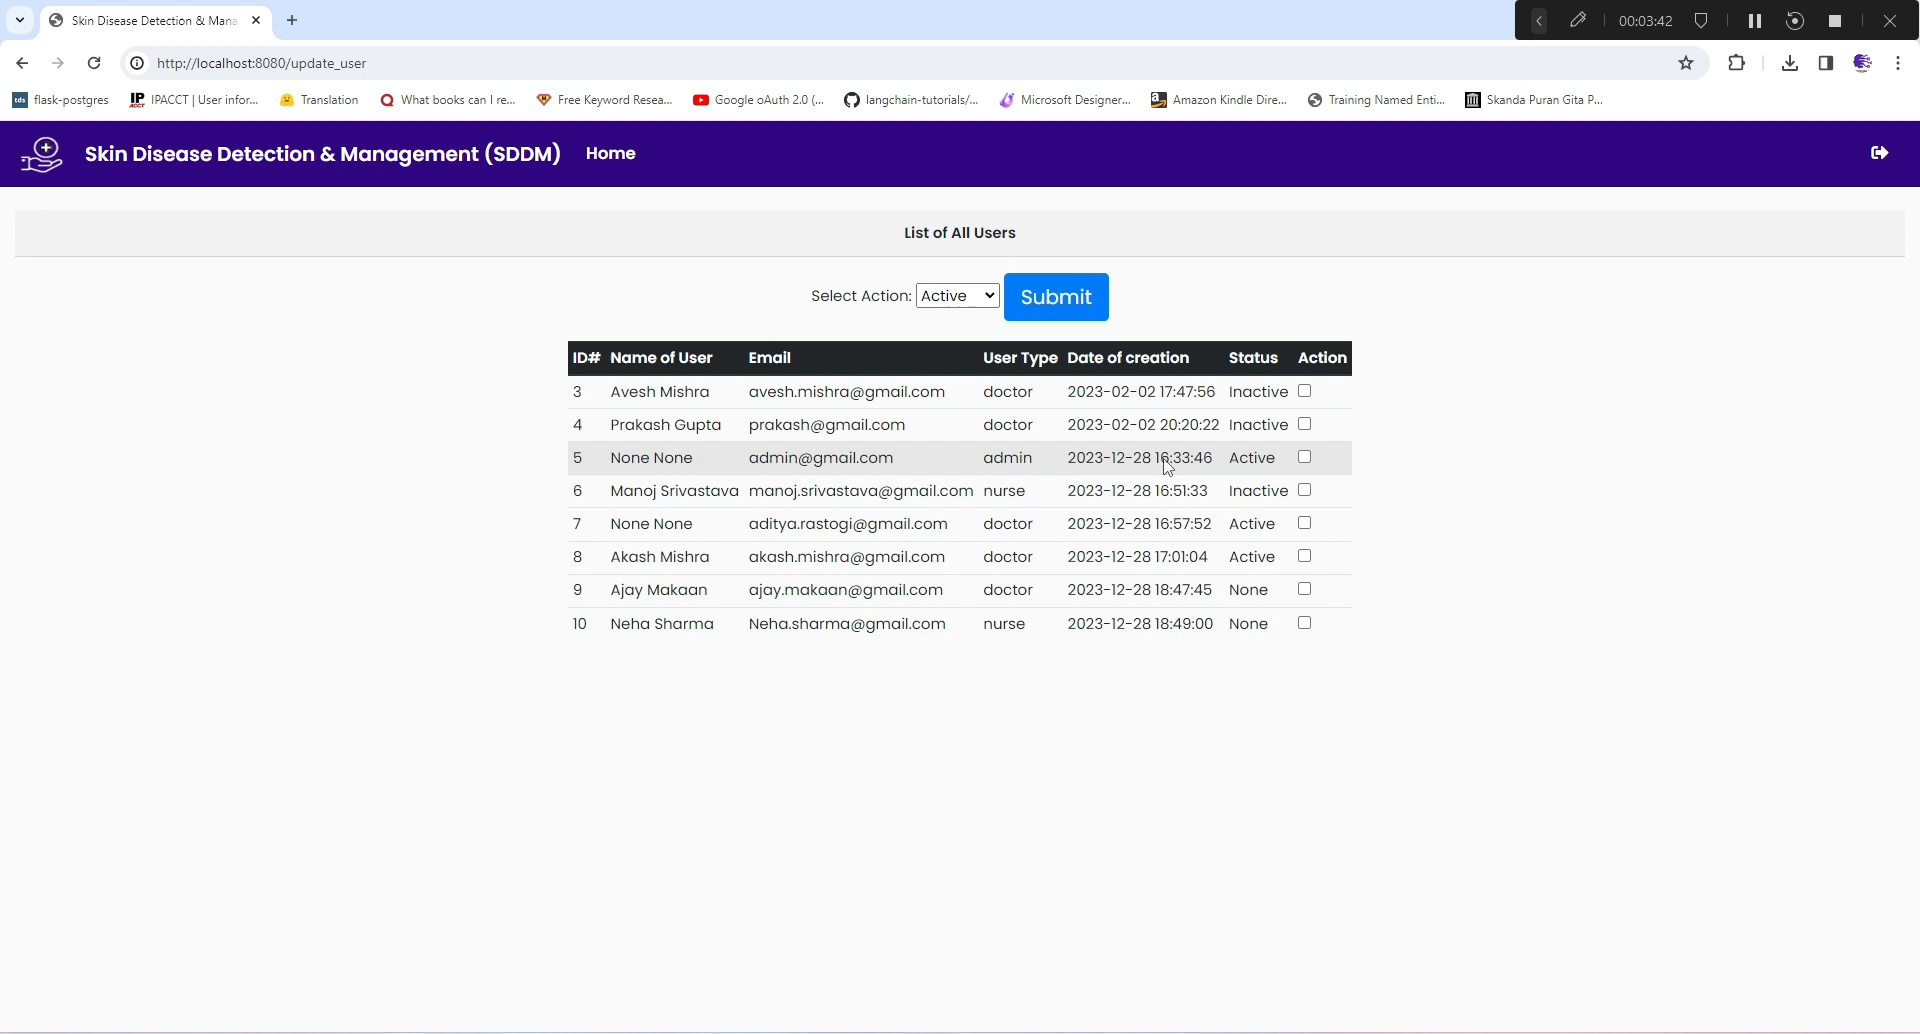 Skin Disease Detection & Mana
00:03:42
http://localhost:8080/update_user
tds flask-postgres IP ACCT IPACCT | User infor... Translation What books can I re... Free Keyword Resea... Google oAuth 2.0 (... langchain-tutorials/... Microsoft Designer... Amazon Kindle Dire... Training Named Enti... Skanda Puran Gita P...
Skin Disease Detection & Management (SDDM) Home
List of All Users
Select Action: Active Submit
ID# Name of User Email User Type Date of creation Status Action
3 Avesh Mishra avesh.mishra@gmail.com doctor 2023-02-02 17:47:56 Inactive
4 Prakash Gupta prakash@gmail.com doctor 2023-02-02 20:20:22 Inactive
5 None None admin@gmail.com admin 2023-12-28 16:33:46 Active
6 Manoj Srivastava manoj.srivastava@gmail.com nurse 2023-12-28 16:51:33 Inactive
7 None None aditya.rastogi@gmail.com doctor 2023-12-28 16:57:52 Active
8 Akash Mishra akash.mishra@gmail.com doctor 2023-12-28 17:01:04 Active
9 Ajay Makaan ajay.makaan@gmail.com doctor 2023-12-28 18:47:45 None
10 Neha Sharma Neha.sharma@gmail.com nurse 2023-12-28 18:49:00 None